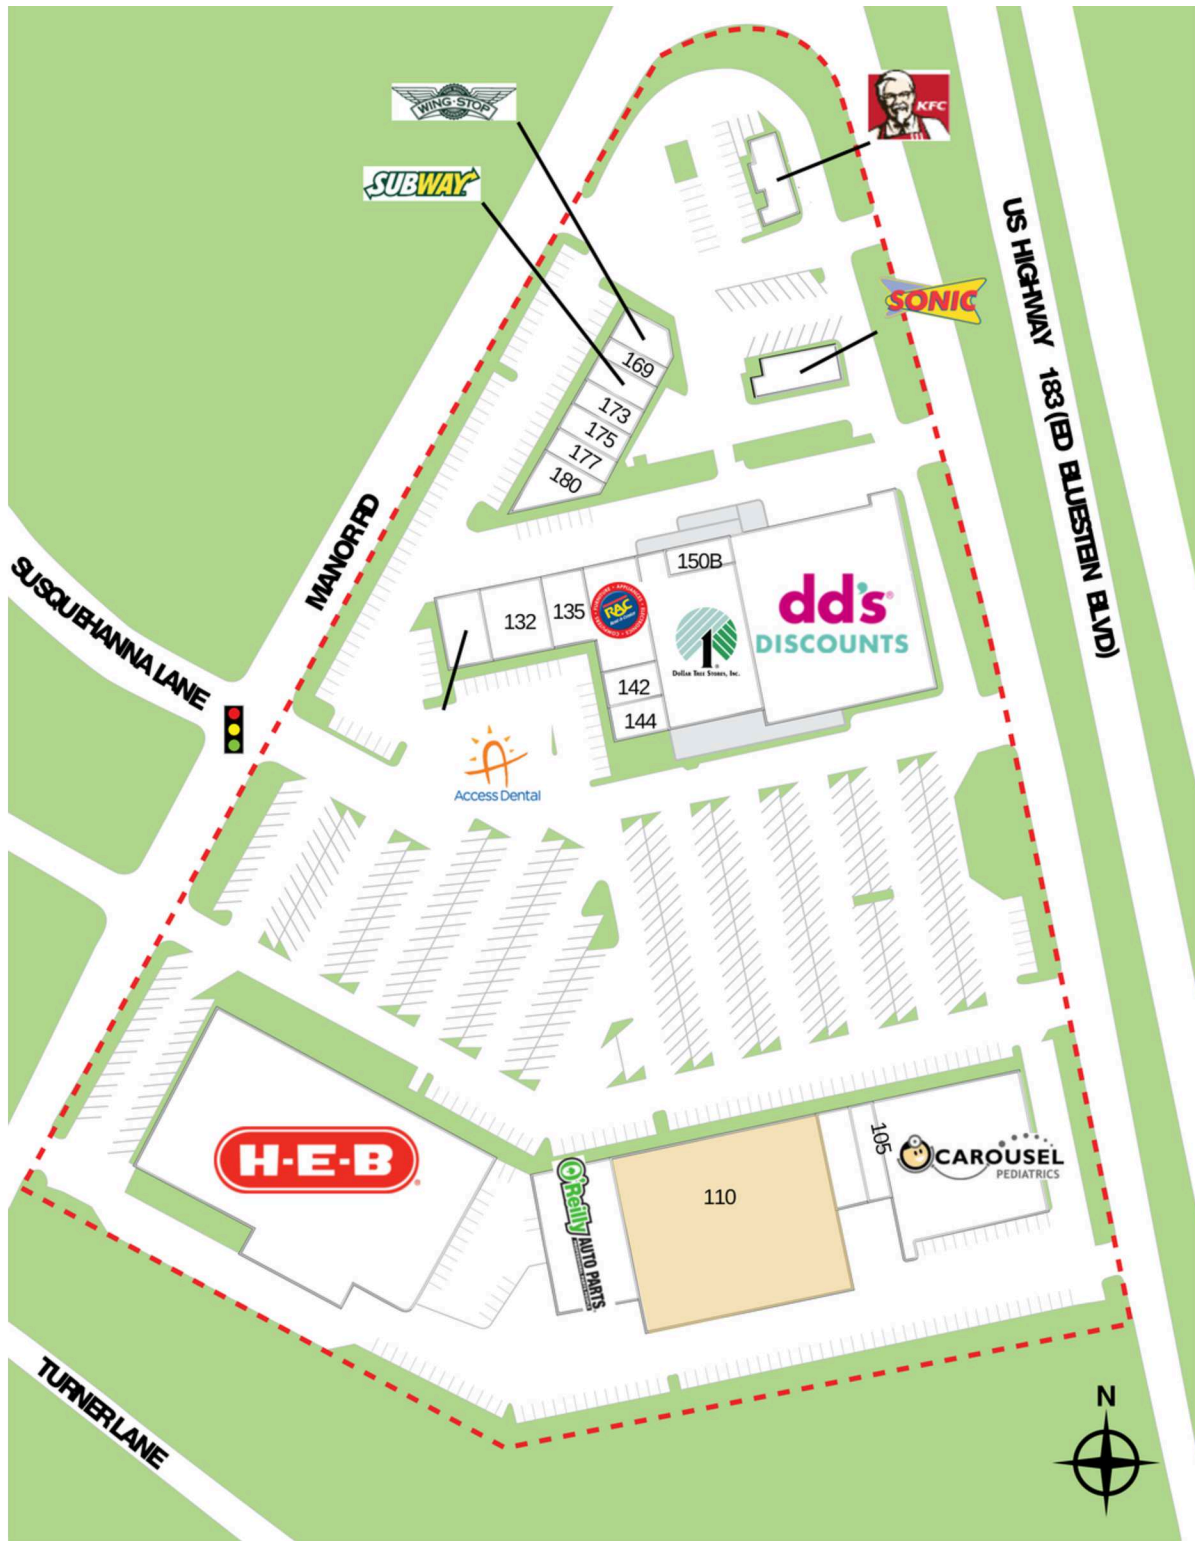 WING·STOP
KFC
SUBWAY
US HIGHWAY 183 (ED BLUESTEIN BLVD)
SONIC
169
173
175
177
180
MANOR RD
SUSQUEHANNA LANE
150B
132
135
RAC
dd's
DISCOUNTS
Dollar Tree Stores, Inc.
142
144
Access Dental
H-E-B
O'Reilly AUTO PARTS
110
105
CAROUSEL
PEDIATRICS
TURNER LANE
N